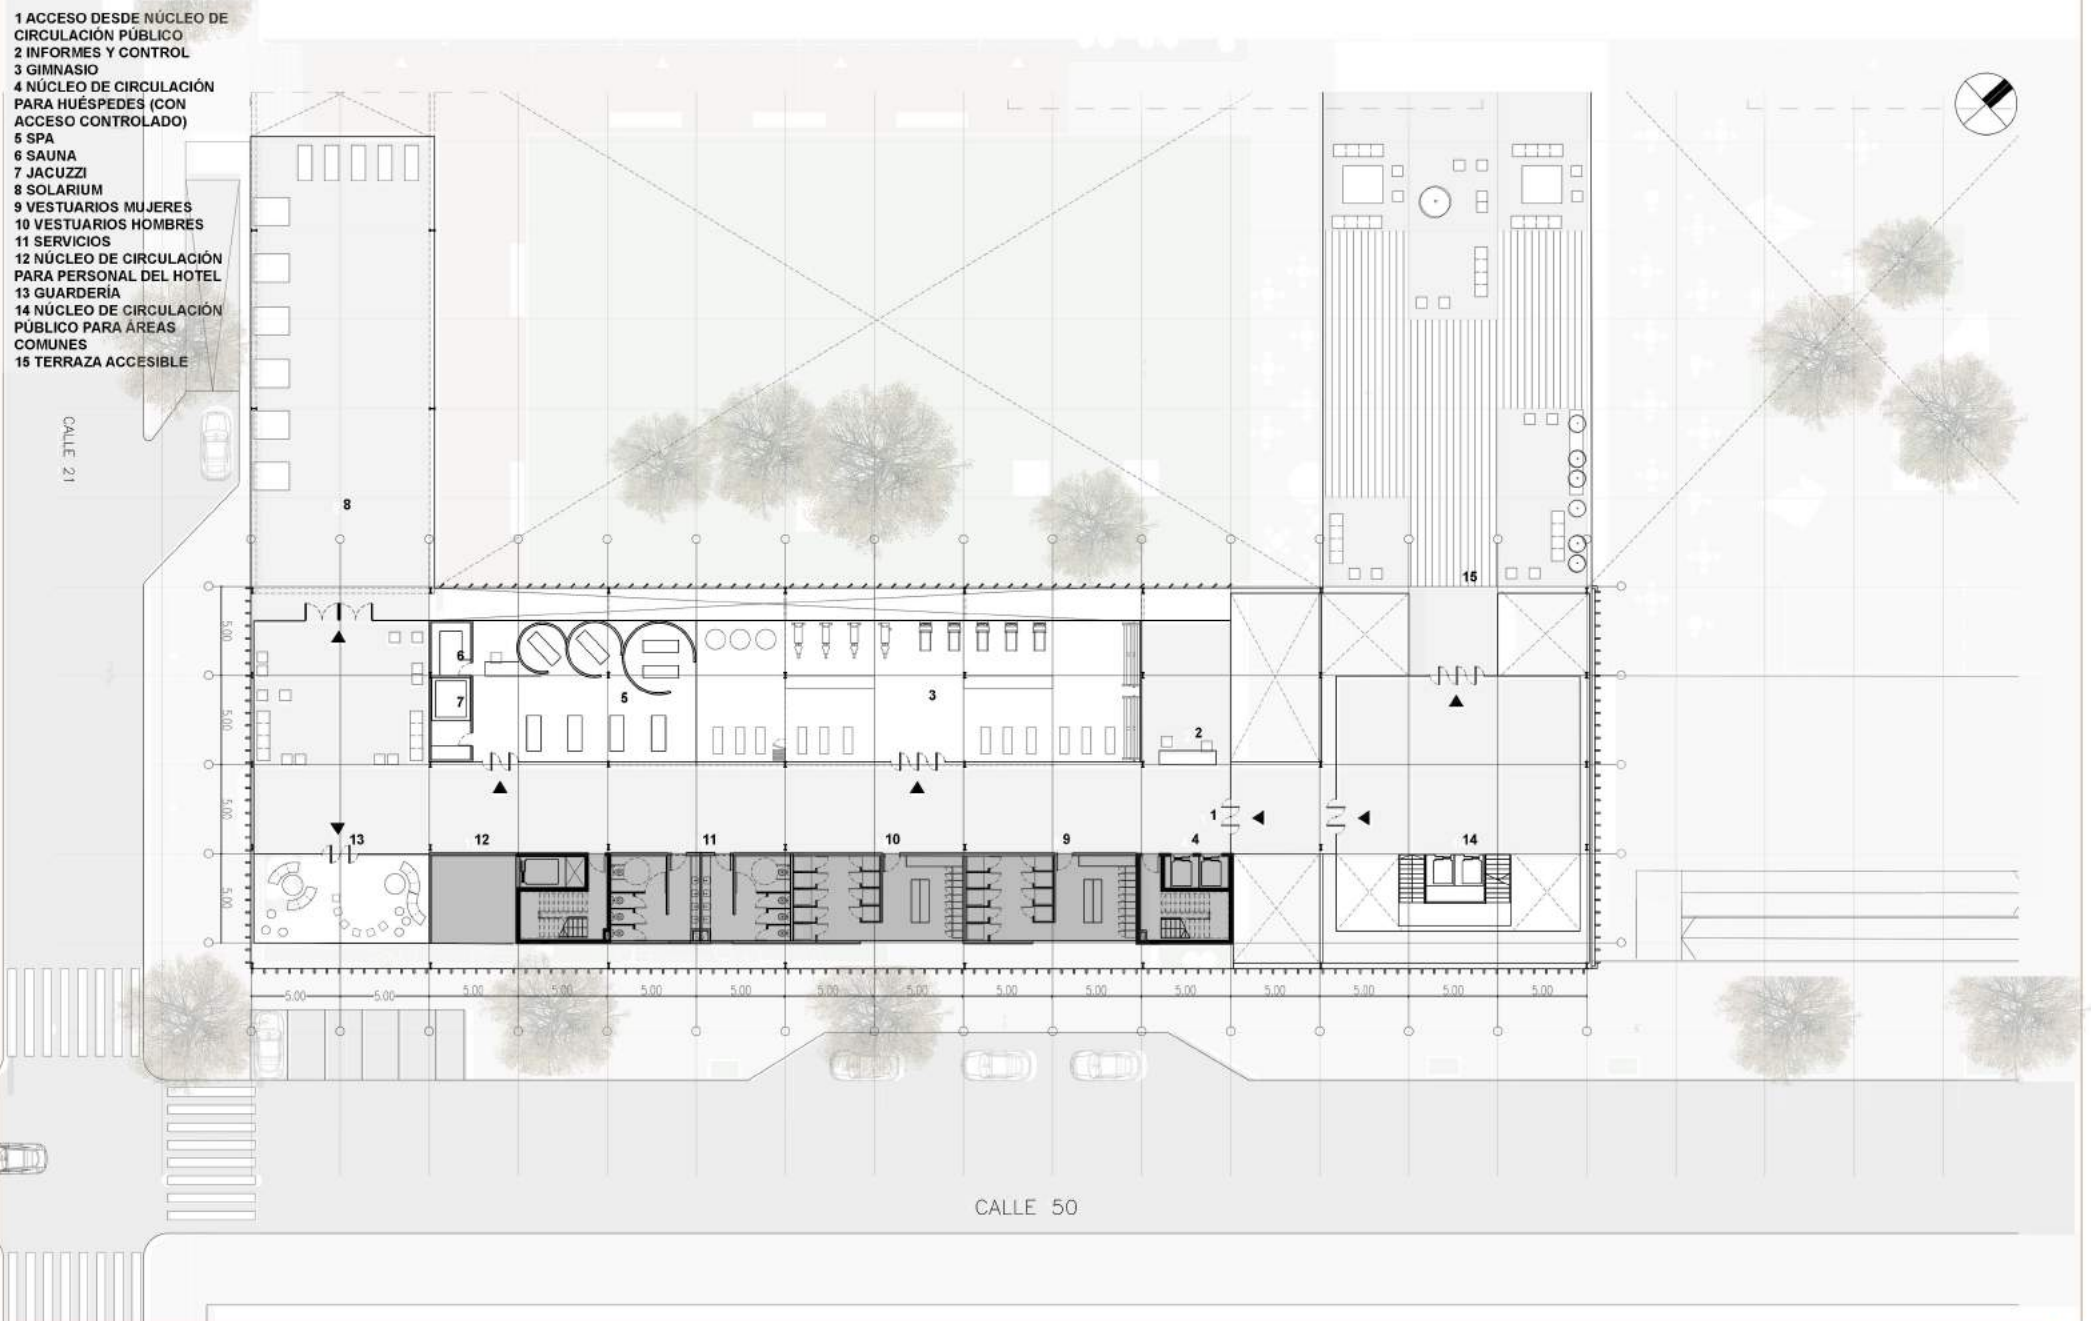 1 ACCESO DESDE NÚCLEO DE
CIRCULACIÓN PÚBLICO
2 INFORMES Y CONTROL
3 GIMNASIO
4 NÚCLEO DE CIRCULACIÓN
PARA HUÉSPEDES (CON
ACCESO CONTROLADO)
5 SPA
6 SAUNA
7 JACUZZI
8 SOLARIUM
9 VESTUARIOS MUJERES
10 VESTUARIOS HOMBRES
11 SERVICIOS
12 NÚCLEO DE CIRCULACIÓN
PARA PERSONAL DEL HOTEL
13 GUARDERÍA
14 NÚCLEO DE CIRCULACIÓN
PÚBLICO PARA ÁREAS
COMUNES
15 TERRAZA ACCESIBLE
CALLE 21
8
15
5.00
6
7
5
3
2
5.00
5.00
1
13
12
11
10
9
4
14
5.00
5.00 5.00 5.00 5.00 5.00 5.00 5.00 5.00 5.00 5.00 5.00 5.00 5.00 5.00 5.00
CALLE 50